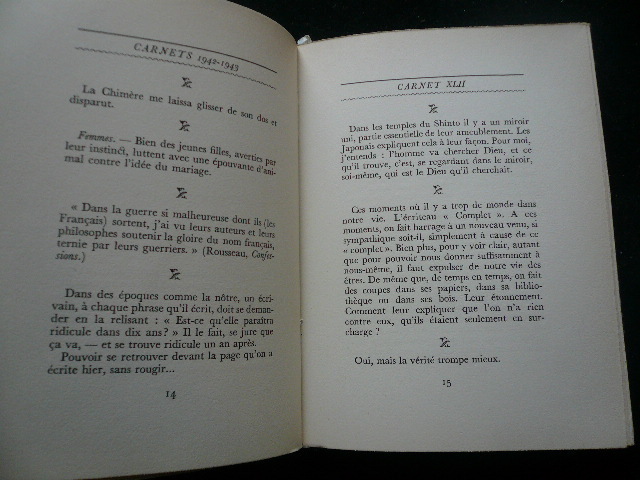 CARNETS 1942-1943
La Chimère me laissa glisser de son dos et
disparut.
Femmes. — Bien des jeunes filles, averties par
leur instinct, luttent avec une épouvante d'ani-
mal contre l'idée du mariage.
« Dans la guerre si malheureuse dont ils (les
Français) sortent, j'ai vu leurs auteurs et leurs
philosophes soutenir la gloire du nom français,
ternie par leurs guerriers. » (Rousseau, Confes-
sions.)
Dans des époques comme la nôtre, un écri-
vain, à chaque phrase qu'il écrit, doit se deman-
der en la relisant : « Est-ce qu'elle paraîtra
ridicule dans dix ans? » Il le fait, se jure que
ça va, — et se trouve ridicule un an après.
Pouvoir se retrouver devant la page qu'on a
écrite hier, sans rougir...
14
CARNET XLII
Dans les temples du Shinto il y a un miroir
uni, partie essentielle de leur ameublement. Les
Japonais expliquent cela à leur façon. Pour moi,
j'entends : l'homme va chercher Dieu, et ce
qu'il trouve, c'est, se regardant dans le miroir,
soi-même, qui est le Dieu qu'il cherchait.
Ces moments où il y a trop de monde dans
notre vie. L'écriteau « Complet ». A ces
moments, on fait barrage à un nouveau venu, si
sympathique soit-il, simplement à cause de ce
« complet ». Bien plus, pour y voir clair, autant
que pour pouvoir nous donner suffisamment à
nous-même, il faut expulser de notre vie des
êtres. De même que, de temps en temps, on fait
des coupes dans ses papiers, dans sa biblio-
thèque ou dans ses bois. Leur étonnement.
Comment leur expliquer que l'on n'a rien
contre eux, qu'ils étaient seulement en sur-
charge ?
Oui, mais la vérité trompe mieux.
15